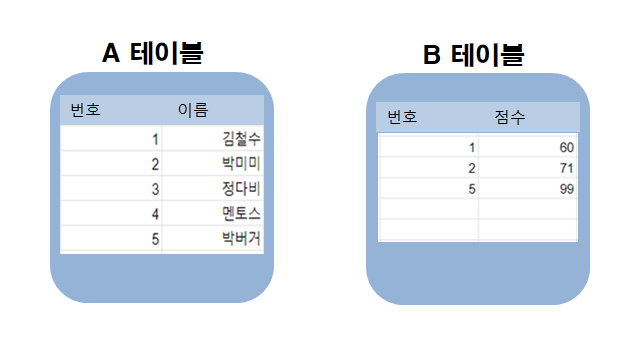 A 테이블
번호 이름
1 김철수
2 박미미
3 정다비
4 멘토스
5 박버거
B 테이블
번호 점수
1 60
2 71
5 99